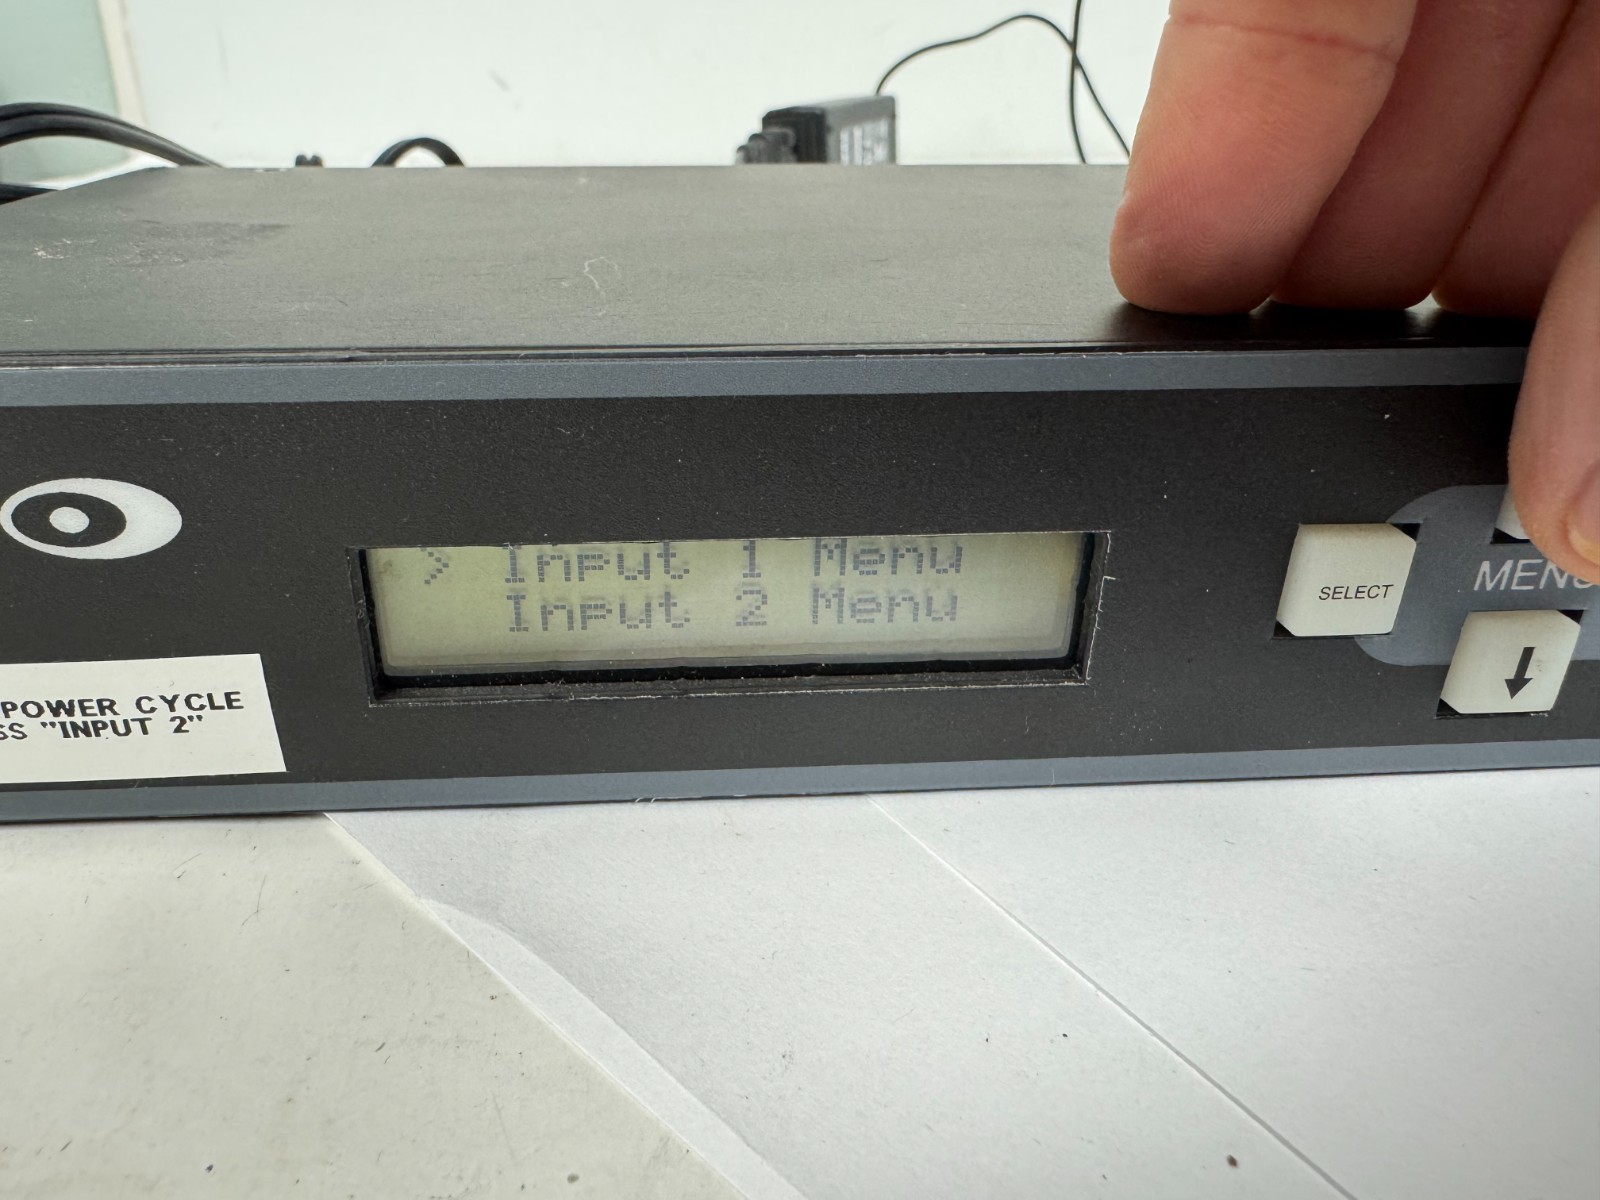 > Input 1 Menu
Input 2 Menu
SELECT
MENU
POWER CYCLE
SS "INPUT 2"